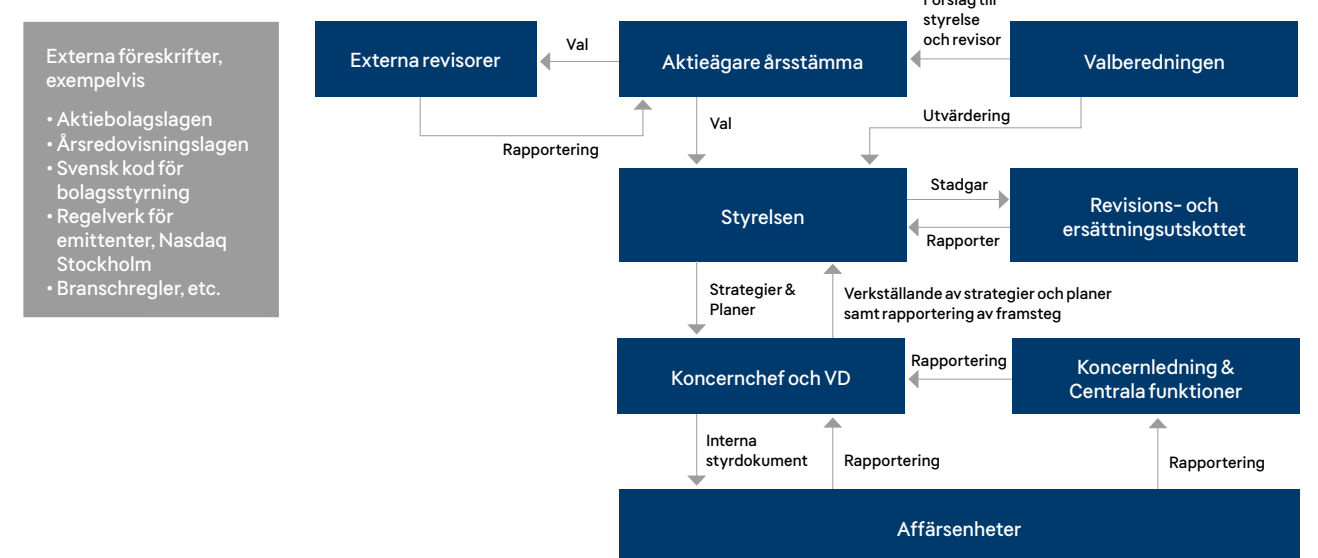 Externa föreskrifter,
exempelvis
• Aktiebolagslagen
• Årsredovisningslagen
• Svensk kod för
bolagsstyrning
• Regelverk för
emittenter, Nasdaq
Stockholm
• Branschregler, etc.
Externa revisorer
Val
Aktieägare årsstämma
Förslag till
styrelse
och revisor
Valberedningen
Rapportering
Val
Utvärdering
Styrelsen
Stadgar
Rapporter
Revisions- och
ersättningsutskottet
Strategier &
Planer
Verkställande av strategier och planer
samt rapportering av framsteg
Koncernchef och VD
Rapportering
Koncernledning &
Centrala funktioner
Interna
styrdokument
Rapportering
Rapportering
Affärsenheter